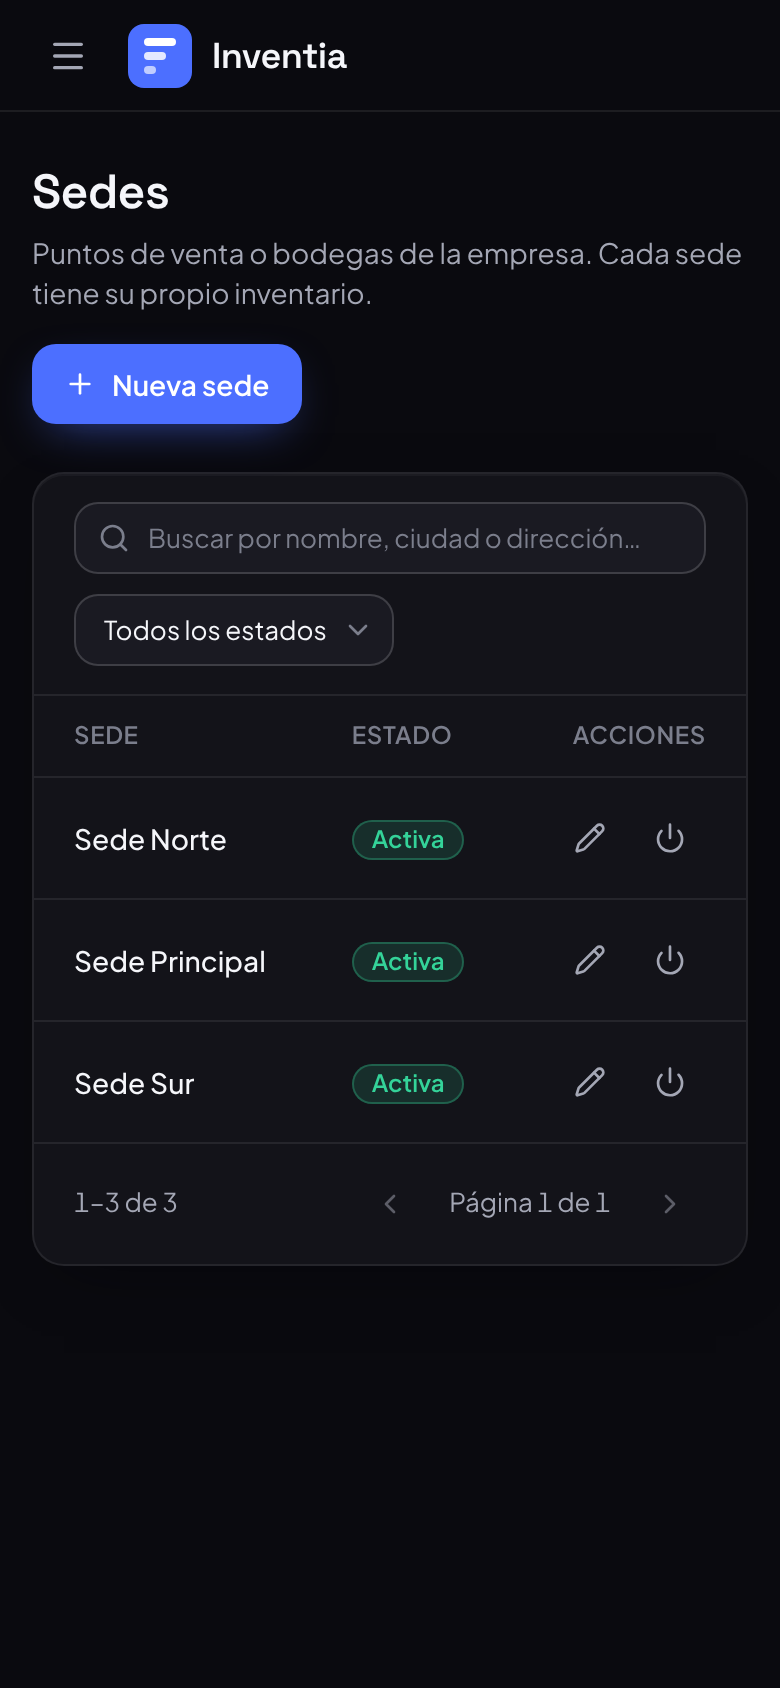 Inventia
Sedes
Puntos de venta o bodegas de la empresa. Cada sede
tiene su propio inventario.
Nueva sede
Buscar por nombre, ciudad o dirección...
Todos los estados
SEDE ESTADO ACCIONES
Sede Norte Activa
Sede Principal Activa
Sede Sur Activa
1–3 de 3 Página 1 de 1